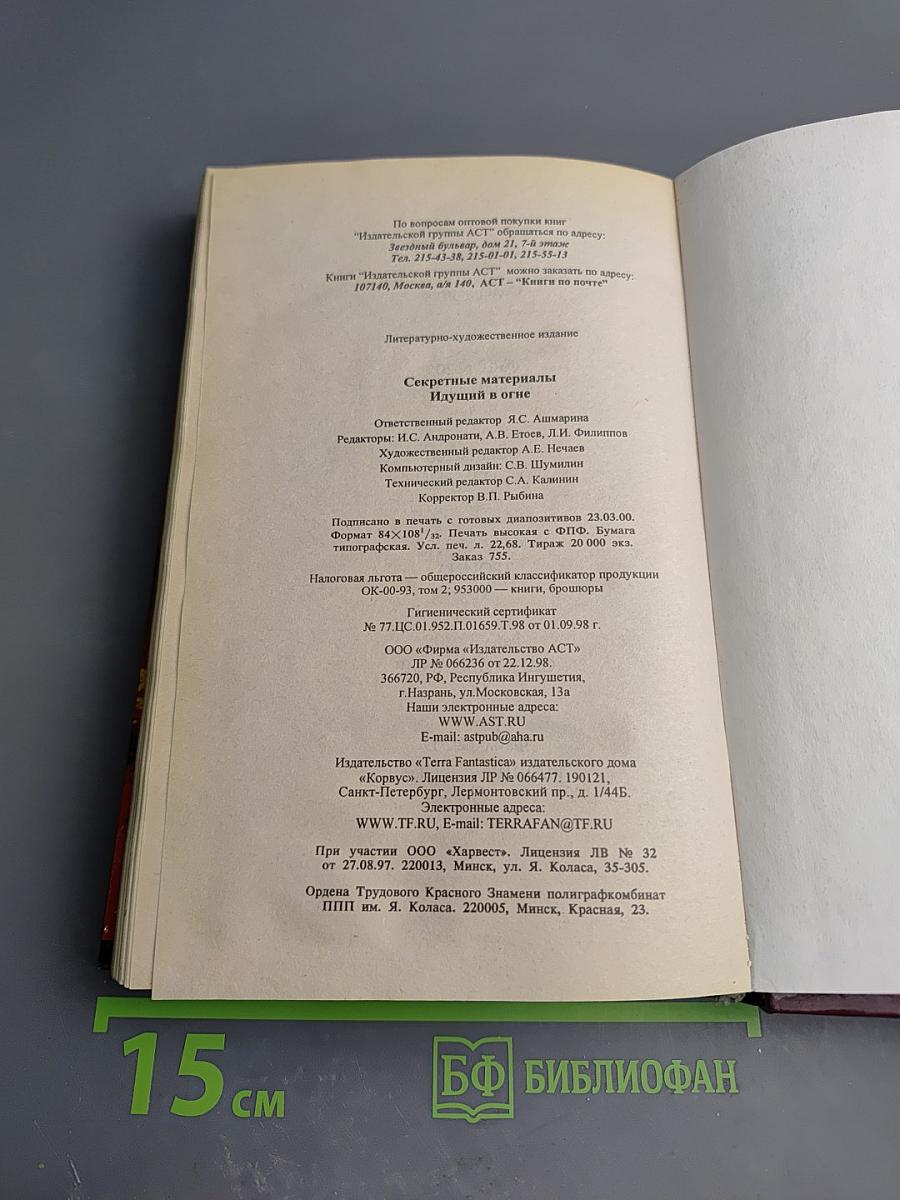 По вопросам оптовой покупки книг
"Издательской группы АСТ" обращаться по адресу:
Звездный бульвар, дом 21, 7-й этаж
Тел. 215-43-38, 215-01-01, 215-55-13
Книги "Издательской группы АСТ" можно заказать по адресу:
107140, Москва, а/я 140, АСТ – "Книги по почте"
Литературно-художественное издание
Секретные материалы
Идущий в огне
Ответственный редактор Я.С. Ашмарина
Редакторы: И.С. Андронати, А.В. Етоев, Л.И. Филиппов
Художественный редактор А.Е. Нечаев
Компьютерный дизайн: С.В. Шумилин
Технический редактор С.А. Калинин
Корректор В.П. Рыбина
Подписано в печать с готовых диапозитивов 23.03.00.
Формат 84×108¹/₃₂. Печать высокая с ФПФ. Бумага
типографская. Усл. печ. л. 22,68. Тираж 20 000 экз.
Заказ 755.
Налоговая льгота — общероссийский классификатор продукции
ОК-00-93, том 2; 953000 — книги, брошюры
Гигиенический сертификат
№ 77.ЦС.01.952.П.01659.Т.98 от 01.09.98 г.
ООО «Фирма «Издательство АСТ»
ЛР № 066236 от 22.12.98.
366720, РФ, Республика Ингушетия,
г.Назрань, ул.Московская, 13а
Наши электронные адреса:
WWW.AST.RU
E-mail: astpub@aha.ru
Издательство «Terra Fantastica» издательского дома
«Корвус». Лицензия ЛР № 066477. 190121,
Санкт-Петербург, Лермонтовский пр., д. 1/44Б.
Электронные адреса:
WWW.TF.RU, E-mail: TERRAFAN@TF.RU
При участии ООО «Харвест». Лицензия ЛВ № 32
от 27.08.97. 220013, Минск, ул. Я. Коласа, 35-305.
Ордена Трудового Красного Знамени полиграфкомбинат
ППП им. Я. Коласа. 220005, Минск, Красная, 23.
15 см
БФ БИБЛИОФАН